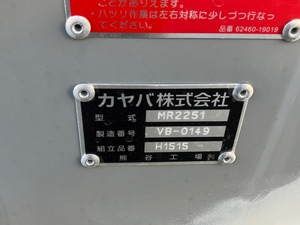 ことがありえます。
・ハツリ作業は左右対称に少しづつ行なっ
てください。
品番 62460-19019
カヤバ株式会社
型式 MR2251
製造番号 VB-0149
組立品番 H1515
熊谷工場製